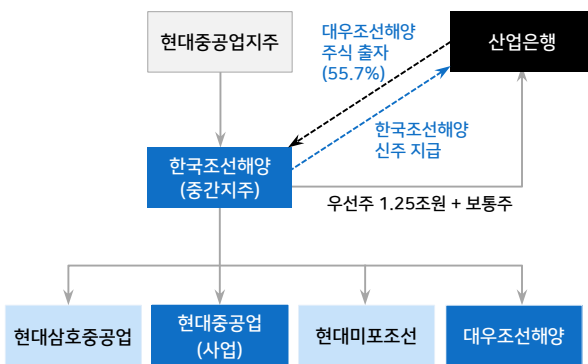 현대중공업지주
대우조선해양
주식 출자
(55.7%)
산업은행
한국조선해양
신주 지급
한국조선해양
(중간지주)
우선주 1.25조원 + 보통주
현대삼호중공업
현대중공업
(사업)
현대미포조선
대우조선해양